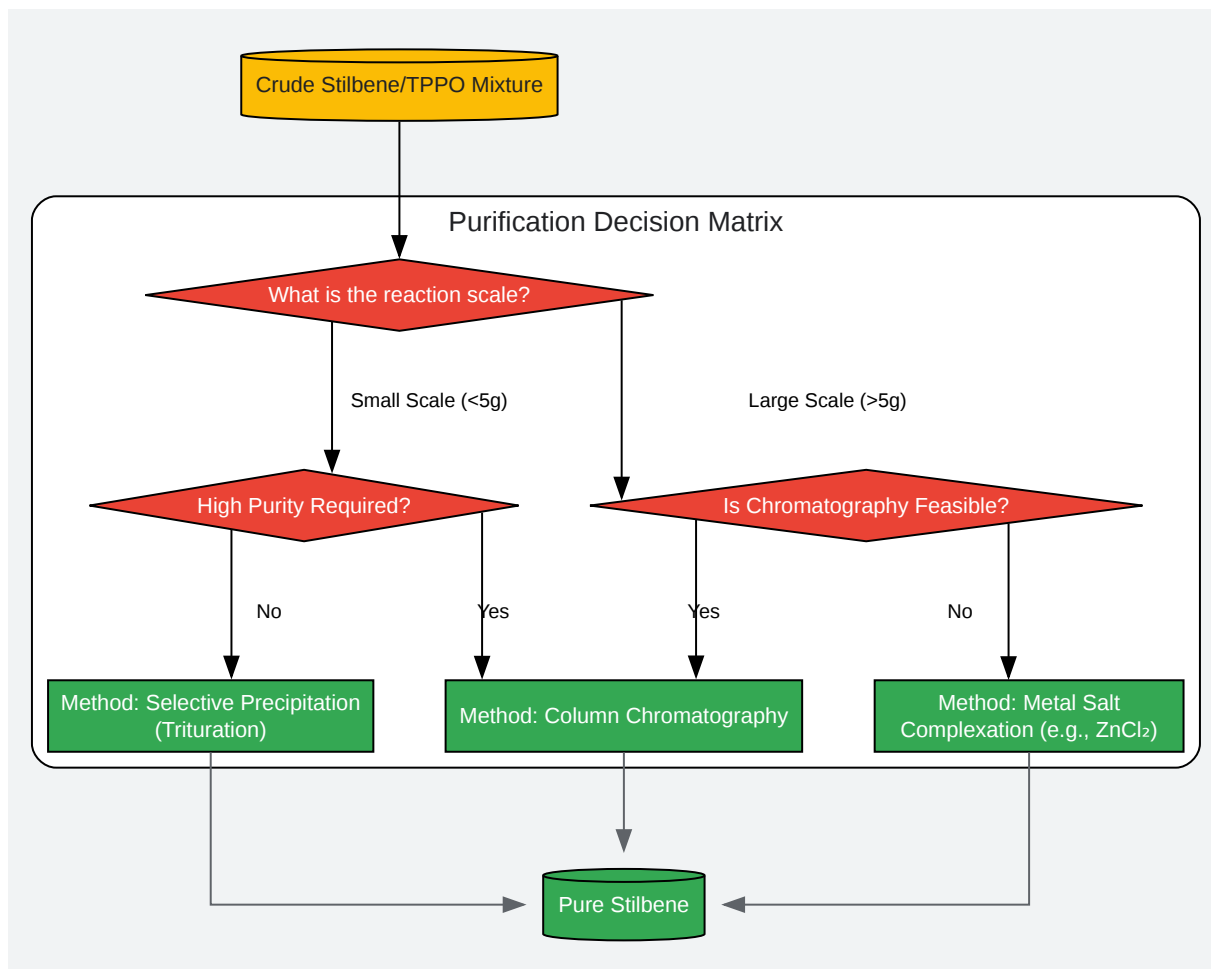 Crude Stilbene/TPPO Mixture
Purification Decision Matrix
What is the reaction scale?
Small Scale (<5g)
Large Scale (>5g)
High Purity Required?
Is Chromatography Feasible?
No
Yes
Yes
No
Method: Selective Precipitation
(Trituration)
Method: Column Chromatography
Method: Metal Salt
Complexation (e.g., ZnCl₂)
Pure Stilbene